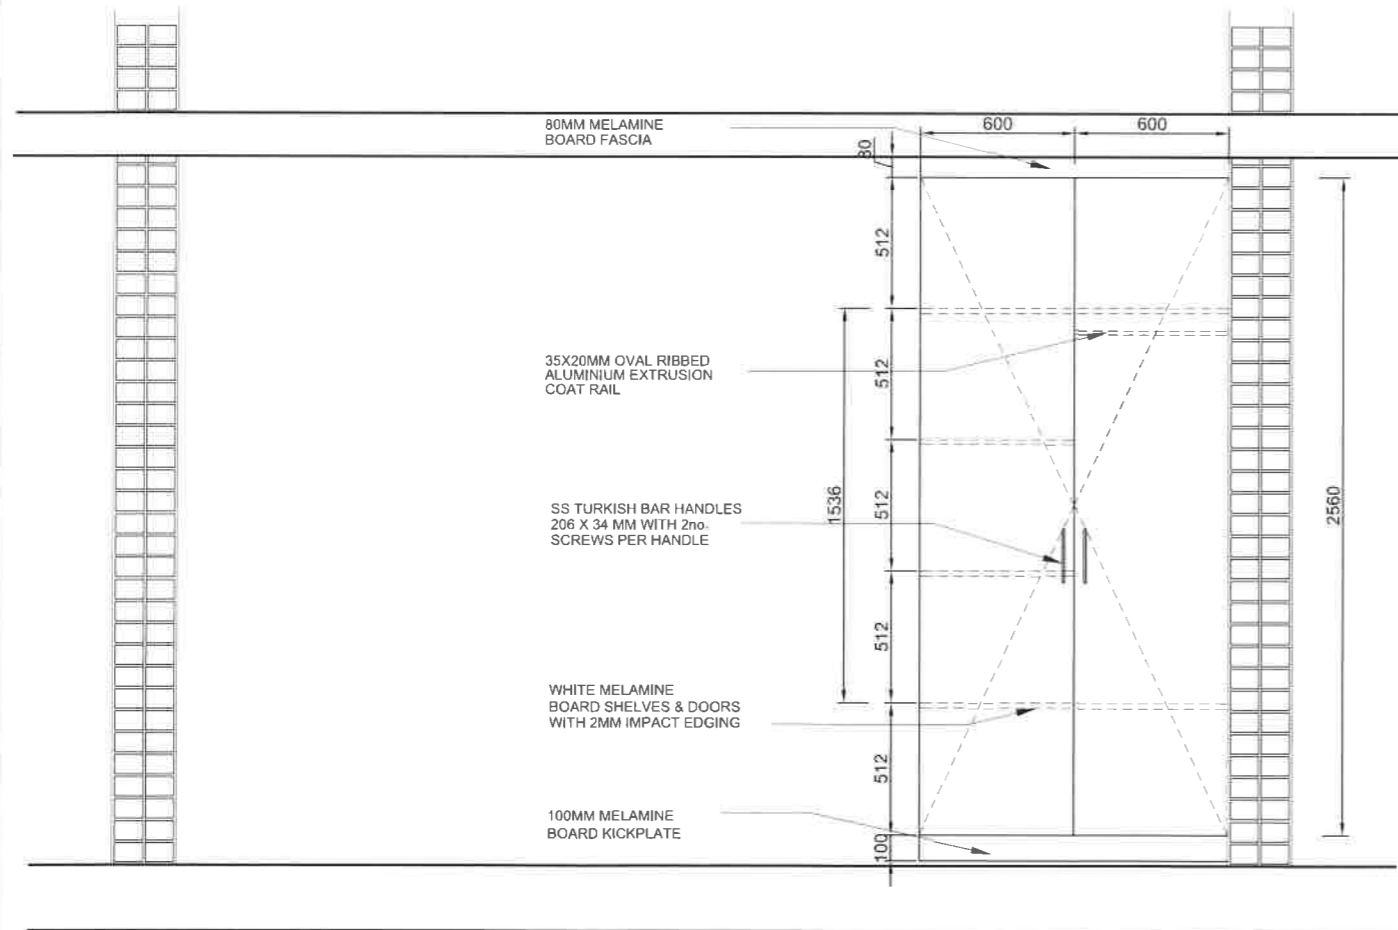 80MM MELAMINE
BOARD FASCIA
600
600
80
512
35X20MM OVAL RIBBED
ALUMINIUM EXTRUSION
COAT RAIL
512
SS TURKISH BAR HANDLES
206 X 34 MM WITH 2no.
SCREWS PER HANDLE
1536
512
2560
512
WHITE MELAMINE
BOARD SHELVES & DOORS
WITH 2MM IMPACT EDGING
512
100MM MELAMINE
BOARD KICKPLATE
100